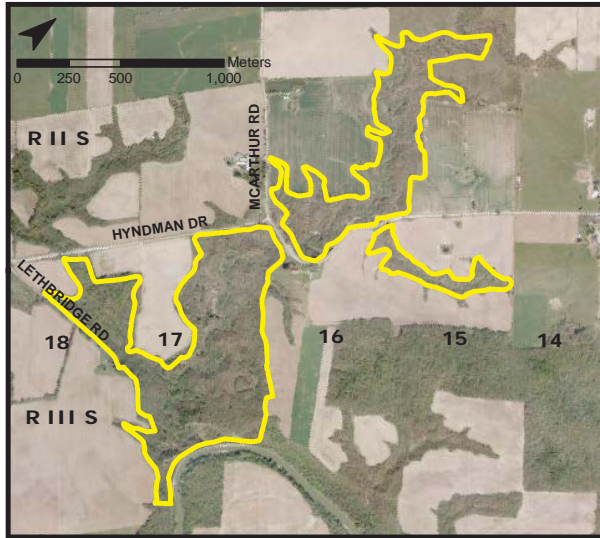 Meters
0 250 500 1,000
R II S
MCARTHUR RD
HYNDMAN DR
LETHBRIDGE RD
18 17 16 15 14
R III S